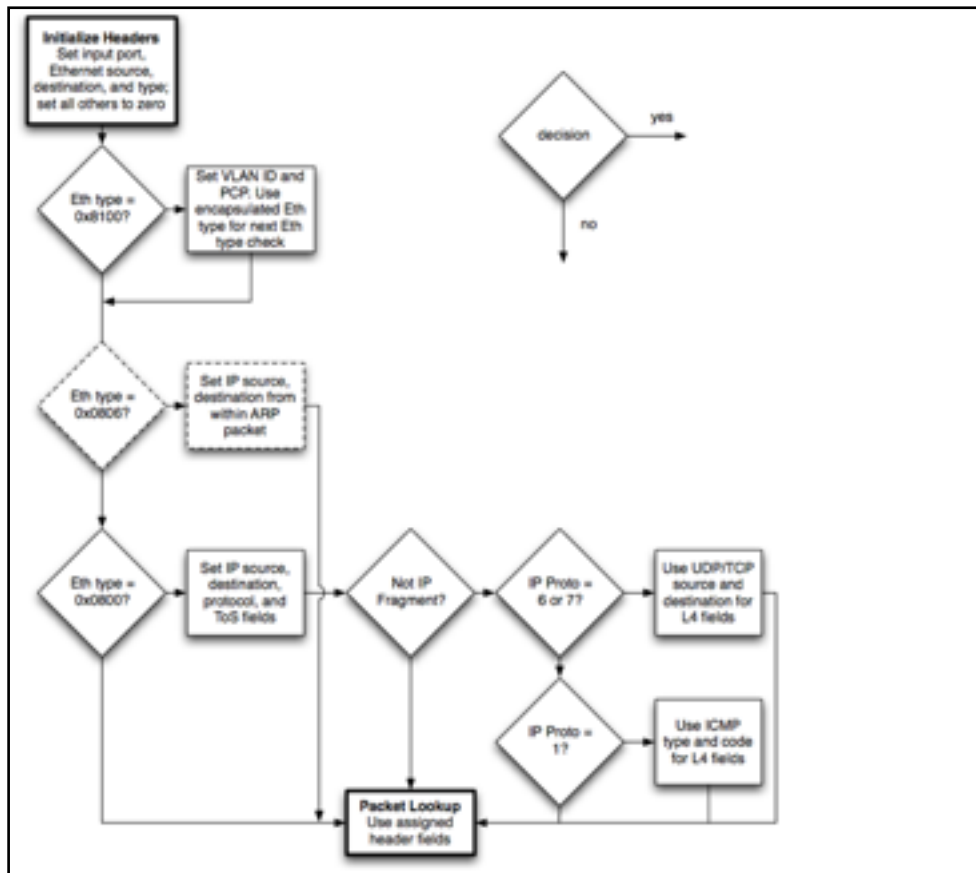 Initialize Headers
Set input port,
Ethernet source,
destination, and type;
set all others to zero
decision
yes
no
Eth type =
0x8100?
Set VLAN ID and
PCP. Use
encapsulated Eth
type for next Eth
type check
Eth type =
0x0806?
Set IP source,
destination from
within ARP
packet
Eth type =
0x0800?
Set IP source,
destination,
protocol, and
ToS fields
Not IP
Fragment?
IP Proto =
6 or 7?
Use UDP/TCP
source and
destination for
L4 fields
IP Proto =
1?
Use ICMP
type and code
for L4 fields
Packet Lookup
Use assigned
header fields